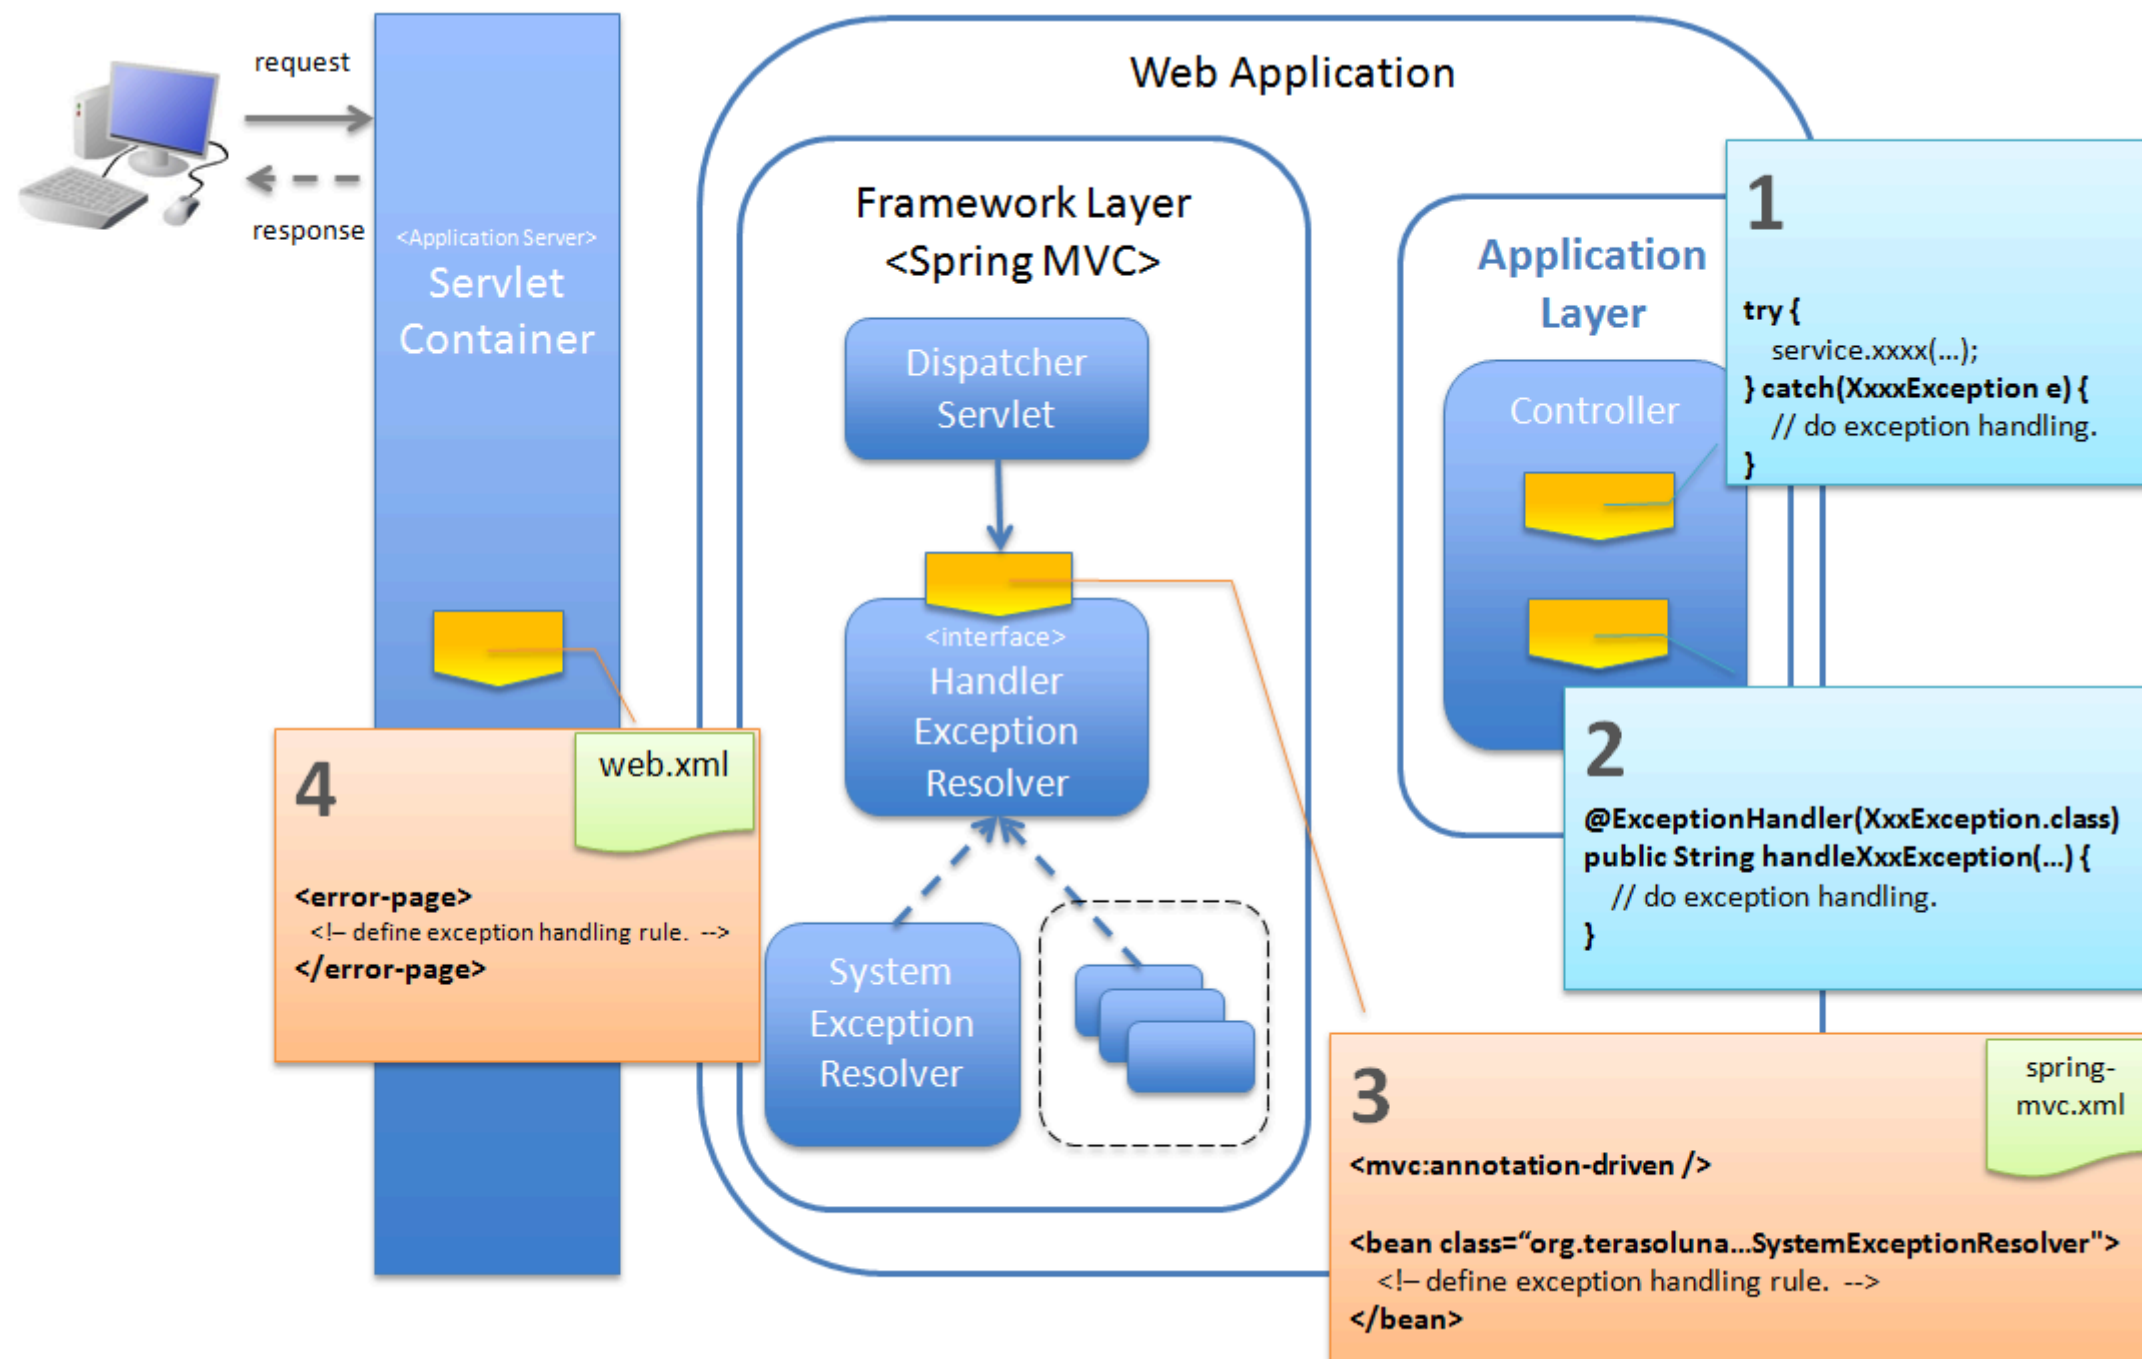 request
response
<Application Server>
Servlet
Container
Web Application
Framework Layer
<Spring MVC>
Dispatcher
Servlet
<interface>
Handler
Exception
Resolver
System
Exception
Resolver
Application
Layer
Controller
1
try {
service.xxxx(...);
} catch(XxxxException e) {
// do exception handling.
}
2
@ExceptionHandler(XxxException.class)
public String handleXxxException(...) {
// do exception handling.
}
3
spring-
mvc.xml
<mvc:annotation-driven />
<bean class=“org.terasoluna...SystemExceptionResolver">
<!– define exception handling rule. -->
</bean>
4
web.xml
<error-page>
<!– define exception handling rule. -->
</error-page>